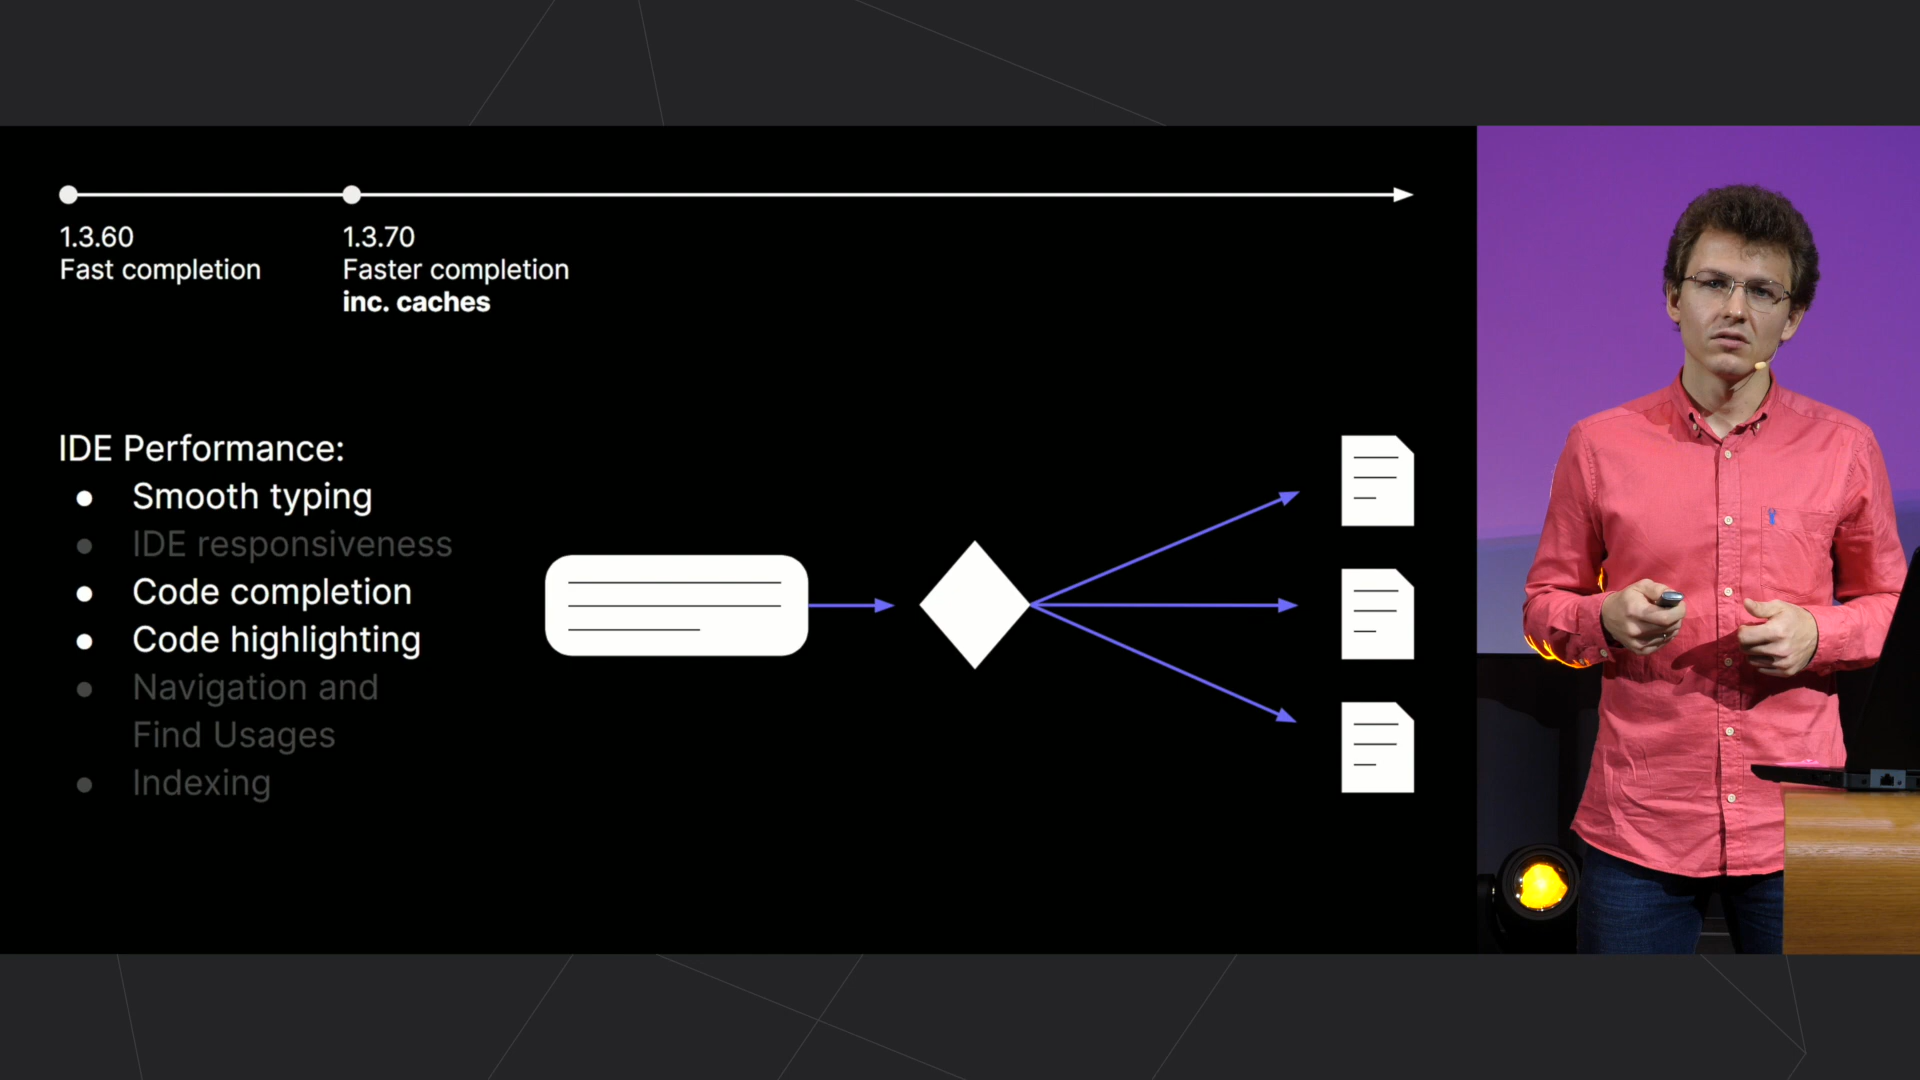 1.3.60
Fast completion
1.3.70
Faster completion
inc. caches
IDE Performance:
● Smooth typing
● IDE responsiveness
● Code completion
● Code highlighting
● Navigation and
Find Usages
● Indexing